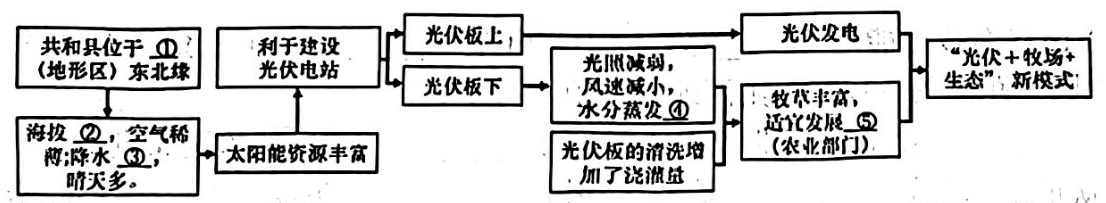 共和县位于 ①
(地形区) 东北缘
海拔 ②，空气稀
薄；降水 ③，
晴天多。
太阳能资源丰富
利于建设
光伏电站
光伏板上
光伏板下
光照减弱，
风速减小，
水分蒸发④
光伏板的清洗增
加了浇灌量
光伏发电
牧草丰富，
适宜发展 ⑤
(农业部门)
“光伏+牧场+
生态”新模式